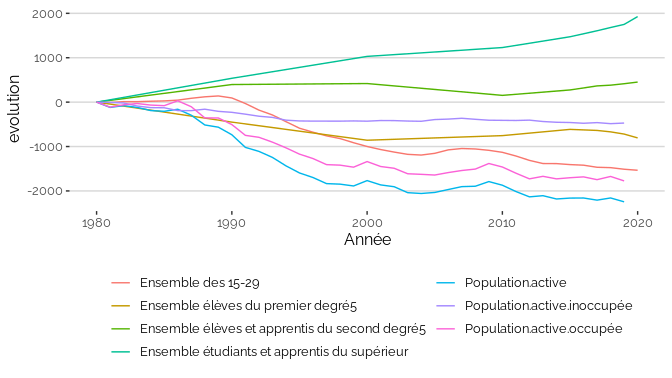 2000
1000
0
-1000
-2000
evolution
1980
1990
2000
2010
2020
Année
Ensemble des 15-29
Ensemble élèves du premier degré5
Ensemble élèves et apprentis du second degré5
Ensemble étudiants et apprentis du supérieur
Population.active
Population.active.inoccupée
Population.active.occupée